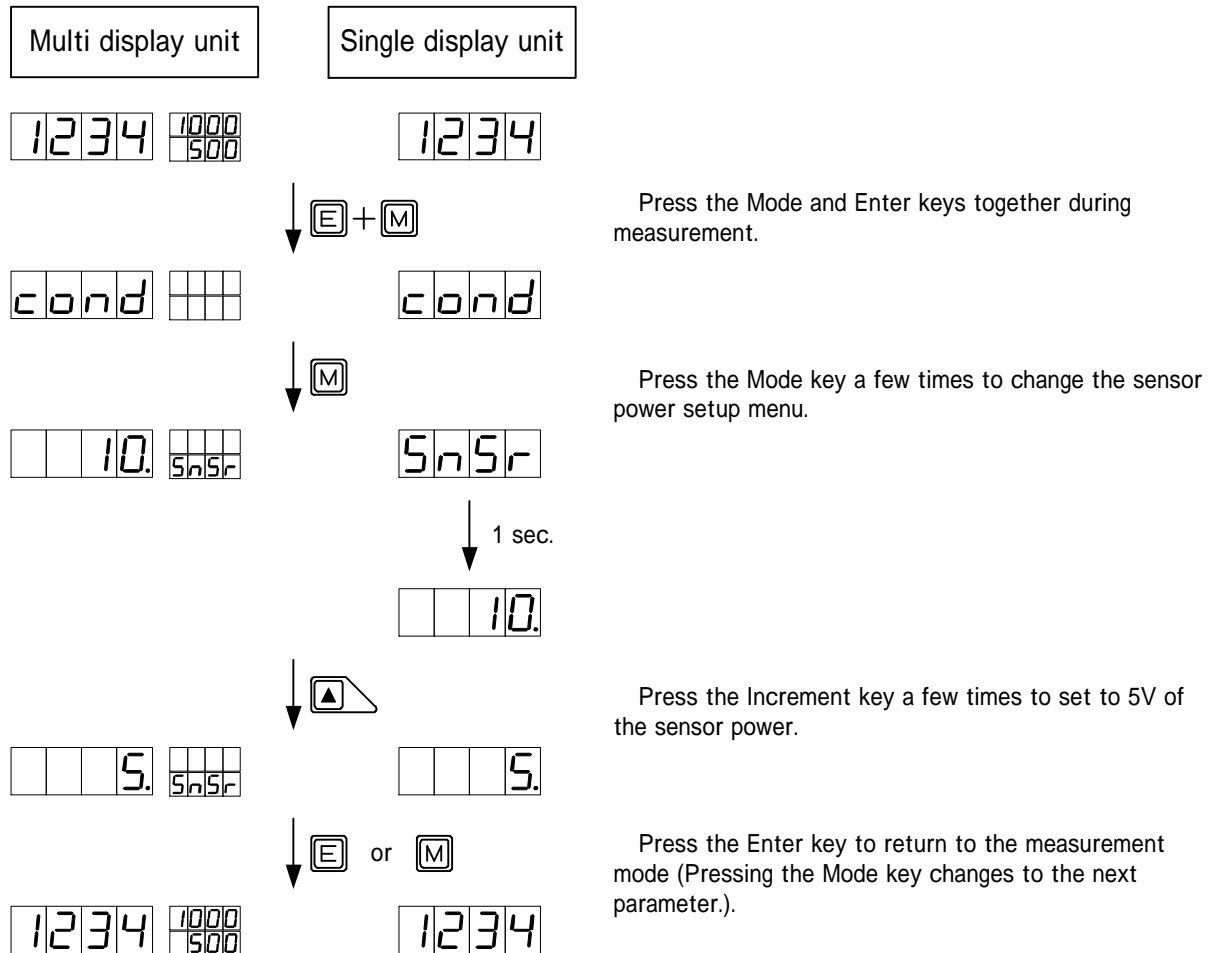 Multi display unit
Single display unit
1234 1000
500
1234
E + M
Press the Mode and Enter keys together during
measurement.
cond
cond
M
Press the Mode key a few times to change the sensor
power setup menu.
10. SnSr
SnSr
1 sec.
10.
▲
Press the Increment key a few times to set to 5V of
the sensor power.
5. SnSr
5.
E or M
Press the Enter key to return to the measurement
mode (Pressing the Mode key changes to the next
parameter.).
1234 1000
500
1234